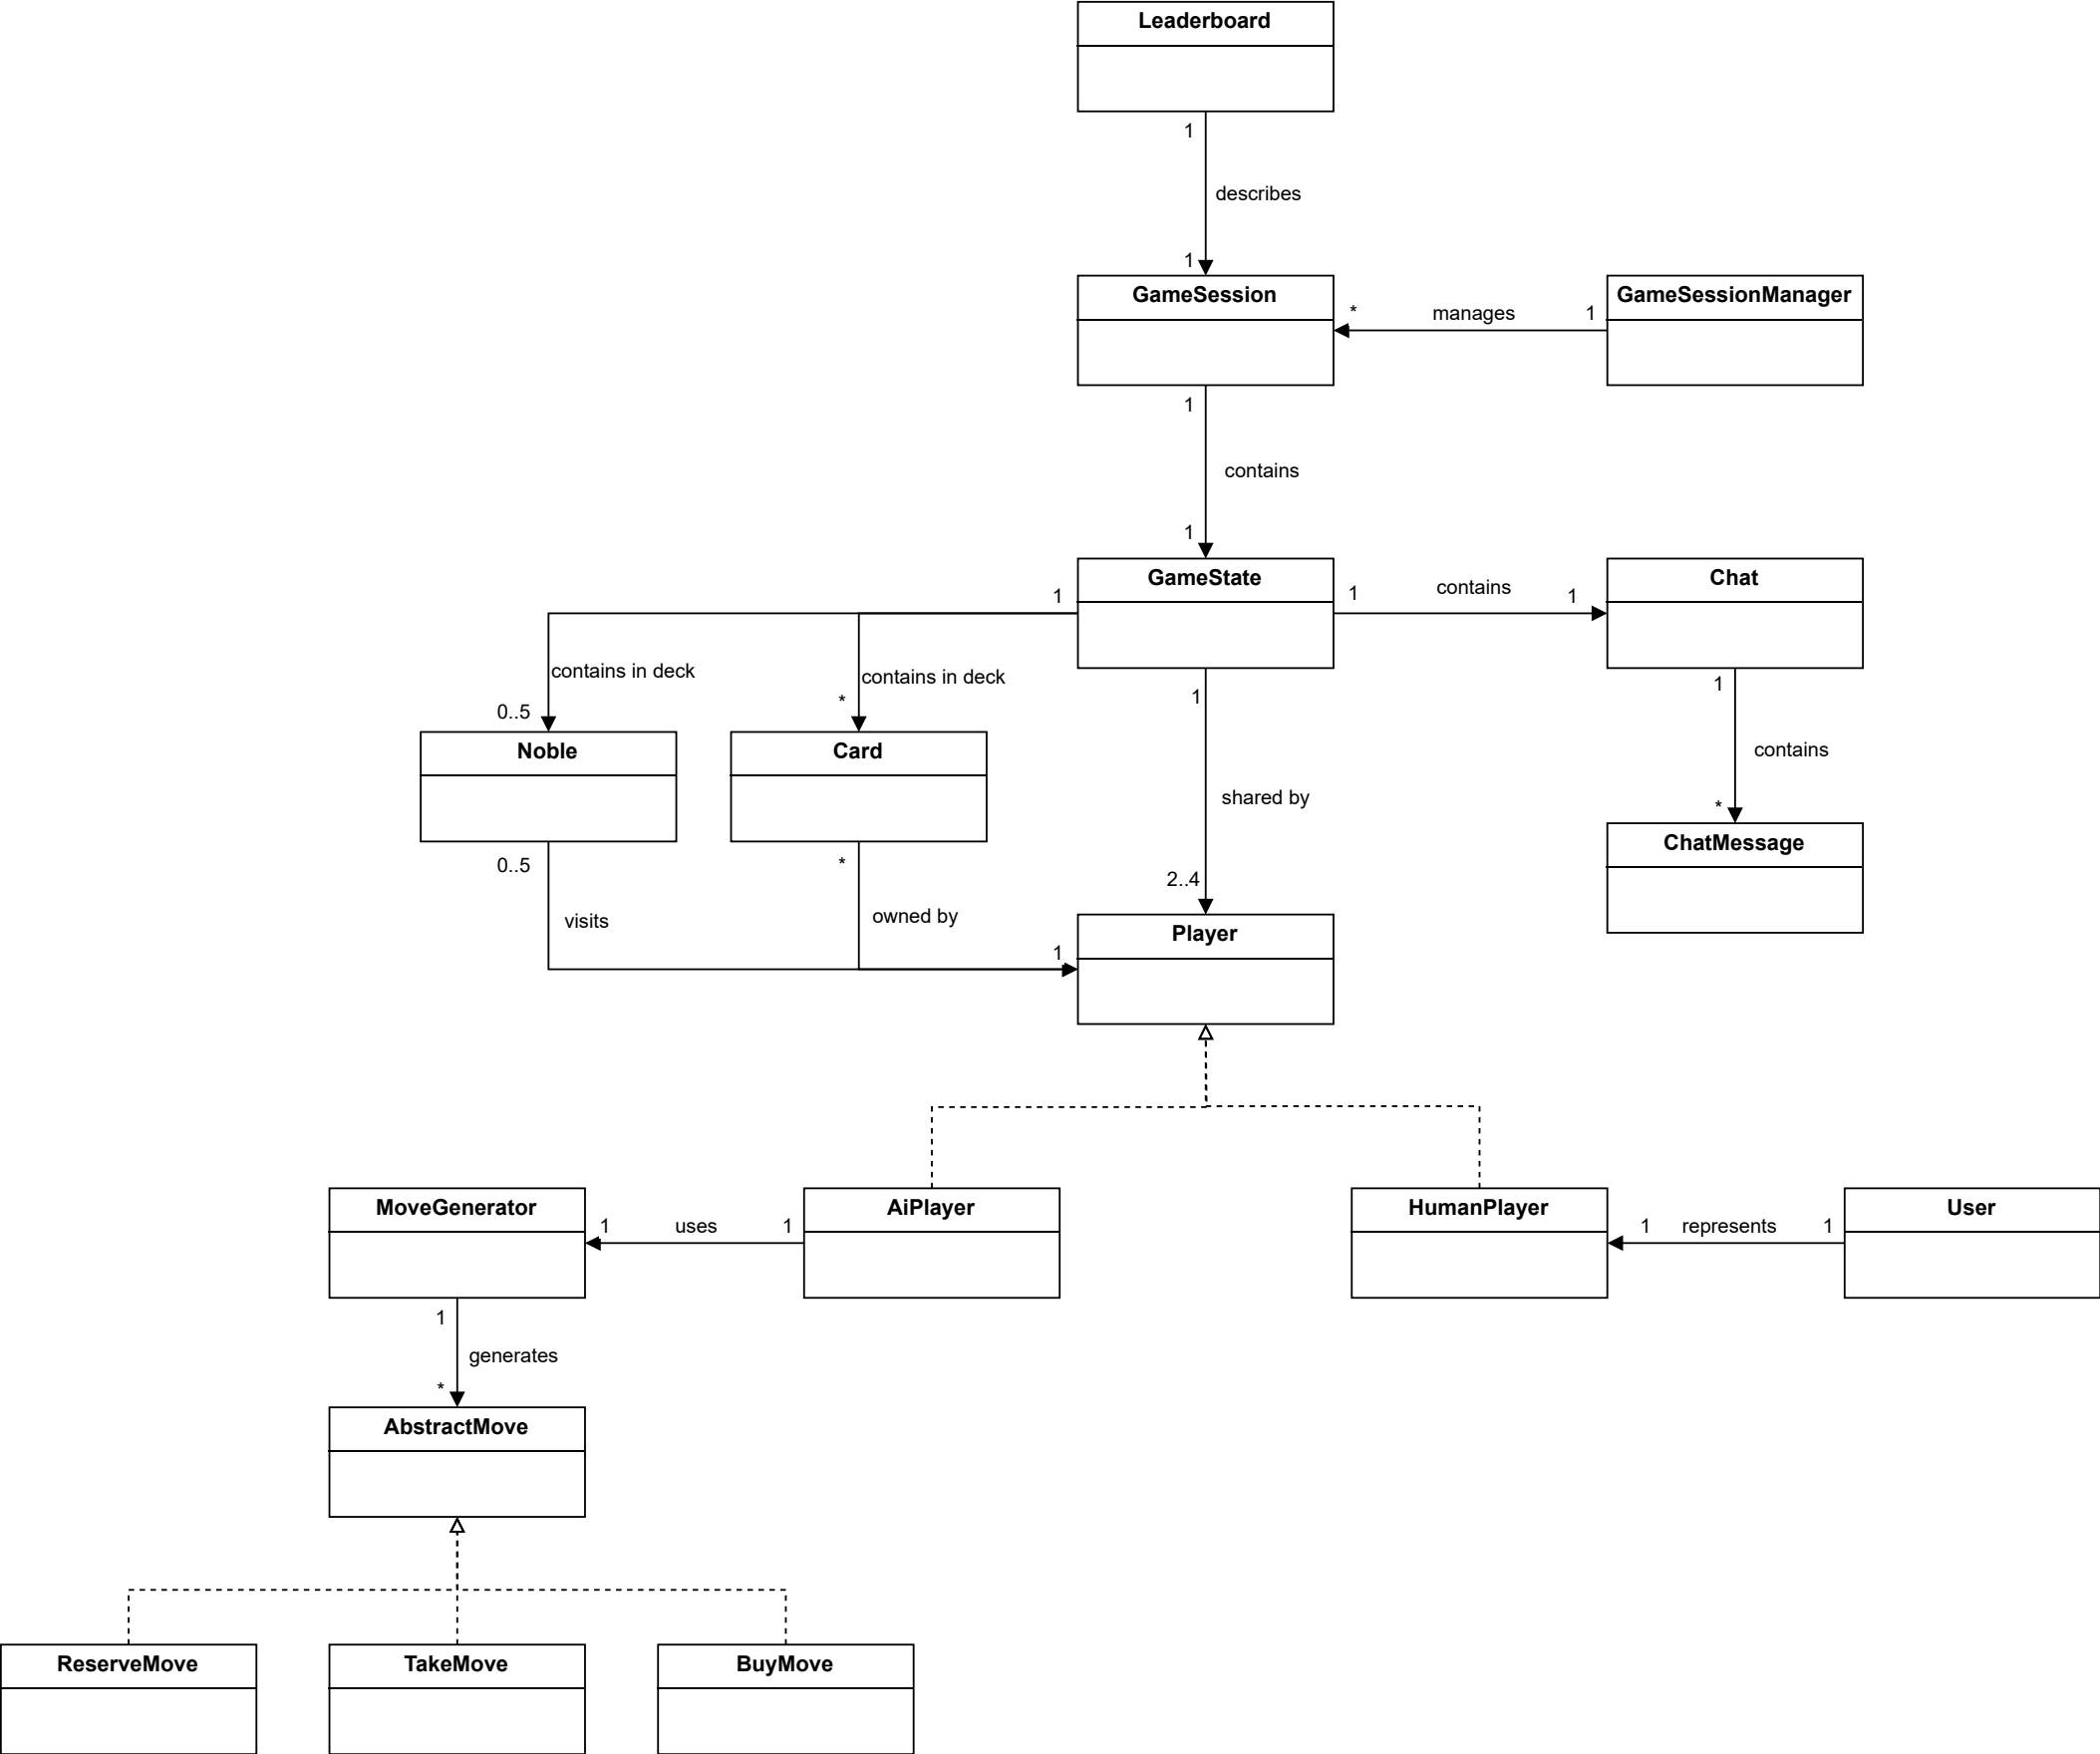 Leaderboard
1
describes
1
GameSession
GameSessionManager
*
manages
1
1
contains
1
GameState
Chat
1
1
contains
1
contains in deck
contains in deck
0..5
*
1
1
Noble
Card
contains
shared by
*
0..5
*
2..4
ChatMessage
visits
owned by
1
Player
MoveGenerator
AiPlayer
HumanPlayer
User
1
uses
1
1
represents
1
1
generates
*
AbstractMove
ReserveMove
TakeMove
BuyMove